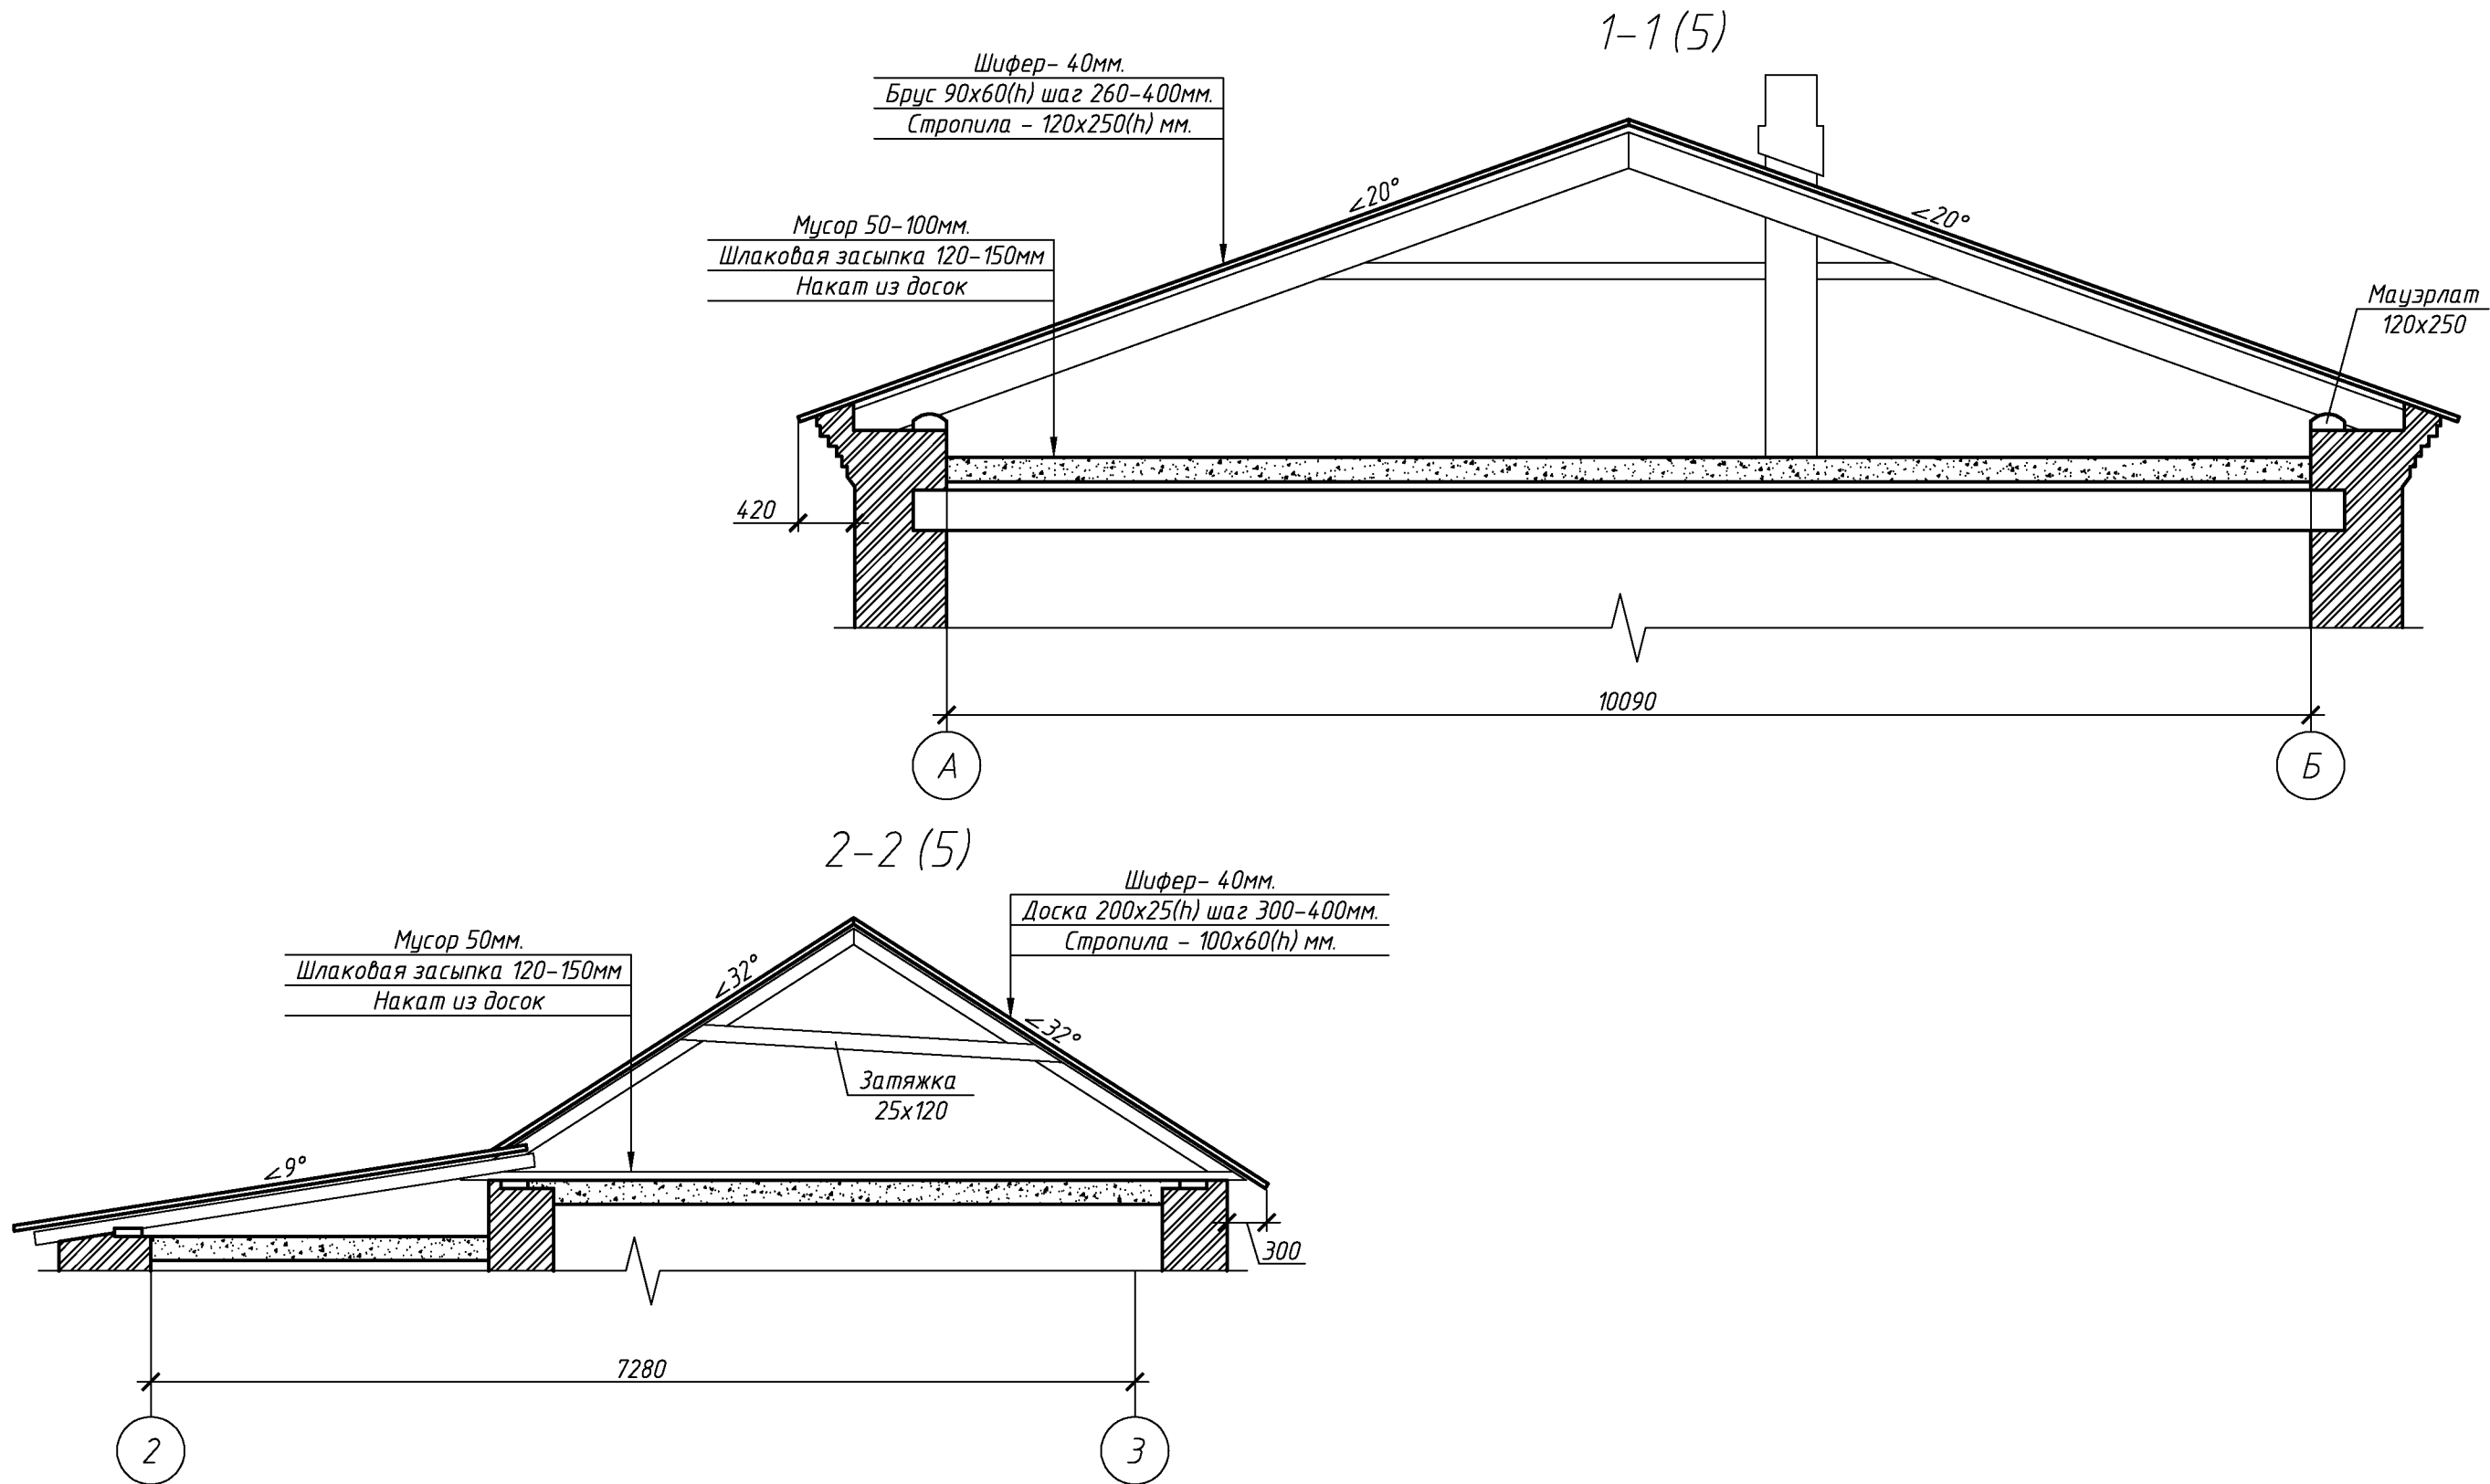 1-1 (5)
Шифер- 40мм.
Брус 90х60(h) шаг 260-400мм.
Стропила - 120х250(h) мм.
<20°
<20°
Мусор 50-100мм.
Шлаковая засыпка 120-150мм
Накат из досок
Мауэрлат
120х250
420
10090
А
Б
2-2 (5)
Шифер- 40мм.
Доска 200х25(h) шаг 300-400мм.
Стропила - 100х60(h) мм.
Мусор 50мм.
Шлаковая засыпка 120-150мм
Накат из досок
<32°
<32°
Затяжка
25х120
<9°
300
7280
2
3